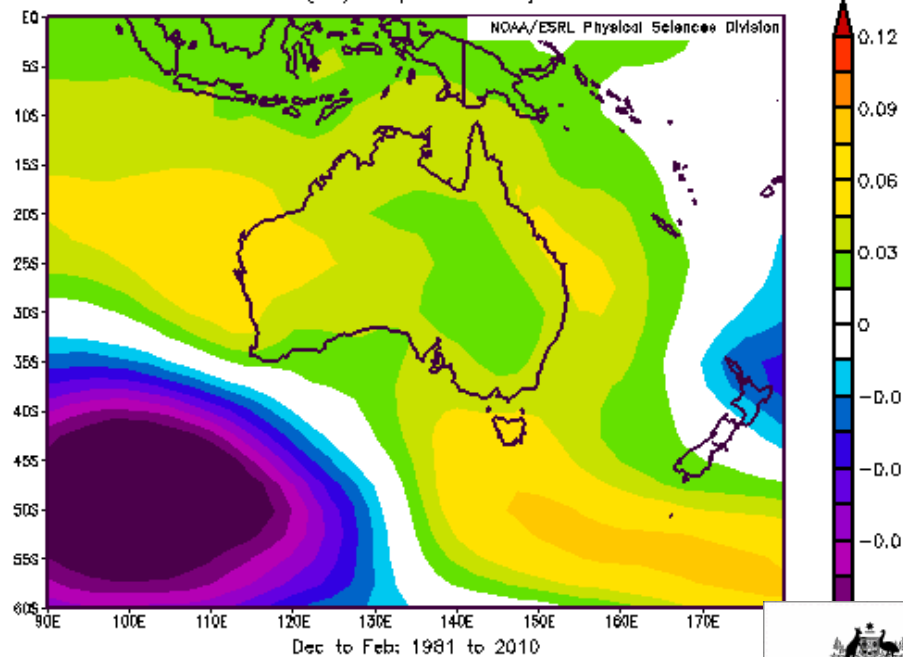 NOAA/ESRL Physical Sciences Division
EQ
5S
10S
15S
20S
25S
30S
35S
40S
45S
50S
55S
60S
90E 100E 110E 120E 130E 140E 150E 160E 170E
Dec to Feb: 1981 to 2010
0.12
0.09
0.06
0.03
0
-0.0
-0.0
-0.0